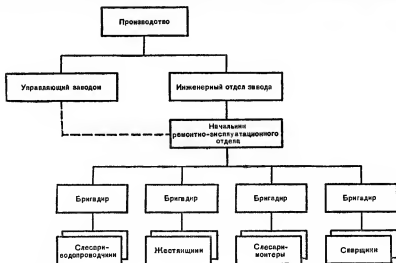 Производство
Управляющий заводом
Инженерный отдел завода
Начальник
ремонтно-эксплуатационного
отдела
Бригадир
Бригадир
Бригадир
Бригадир
Слесари-
водопроводчики
Жестянщики
Слесари-
монтеры
Сварщики